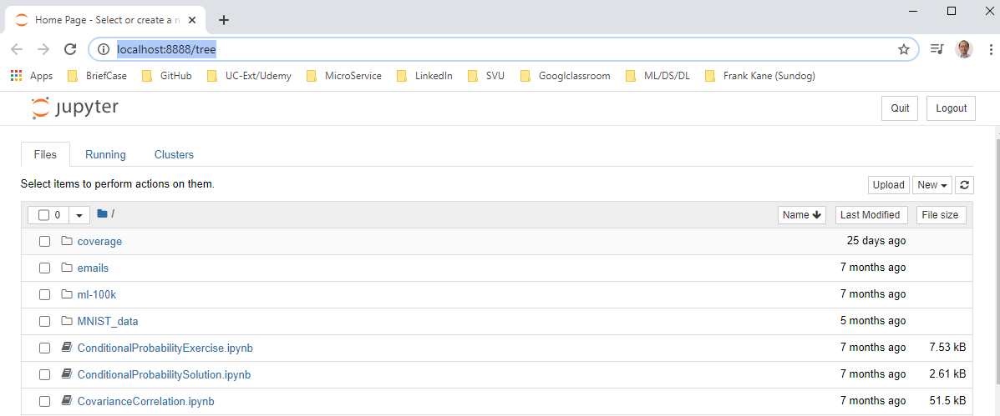 Home Page - Select or create a n
localhost:8888/tree
Apps BriefCase GitHub UC-Ext/Udemy MicroService LinkedIn SVU Googlclassroom ML/DS/DL Frank Kane (Sundog)
jupyter Quit Logout
Files Running Clusters
Select items to perform actions on them. Upload New
0 / Name Last Modified File size
coverage 25 days ago
emails 7 months ago
ml-100k 7 months ago
MNIST_data 5 months ago
ConditionalProbabilityExercise.ipynb 7 months ago 7.53 kB
ConditionalProbabilitySolution.ipynb 7 months ago 2.61 kB
CovarianceCorrelation.ipynb 7 months ago 51.5 kB